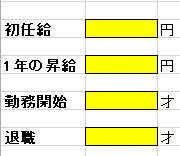 初任給 円
1年の昇給 円
勤務開始 才
退職 才